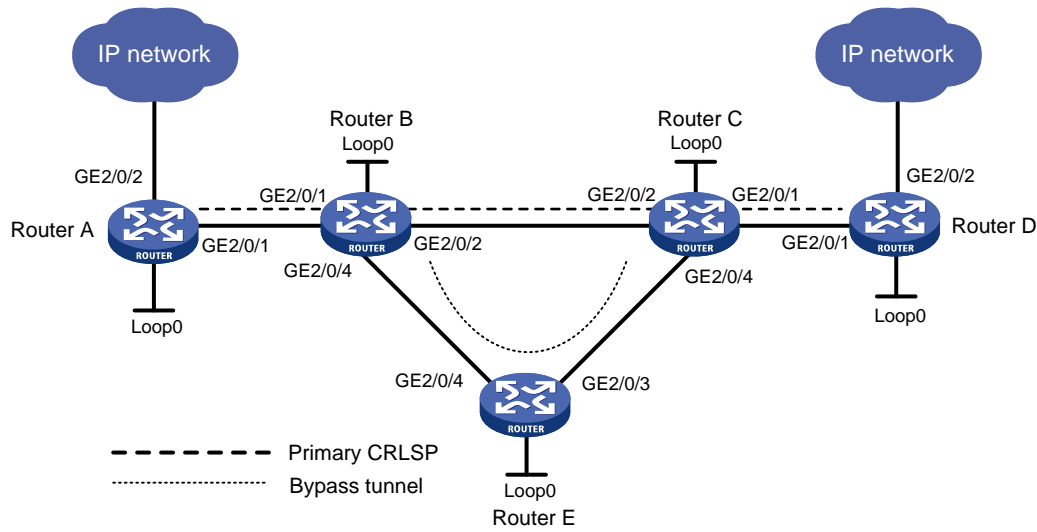 IP network
IP network
Router B
Loop0
Router C
Loop0
GE2/0/2
GE2/0/1
GE2/0/2
GE2/0/1
GE2/0/2
Router A
ROUTER
GE2/0/1
ROUTER
GE2/0/2
ROUTER
GE2/0/1
ROUTER
Router D
GE2/0/4
GE2/0/4
Loop0
Loop0
GE2/0/4
ROUTER
GE2/0/3
Primary CRLSP
Bypass tunnel
Loop0
Router E